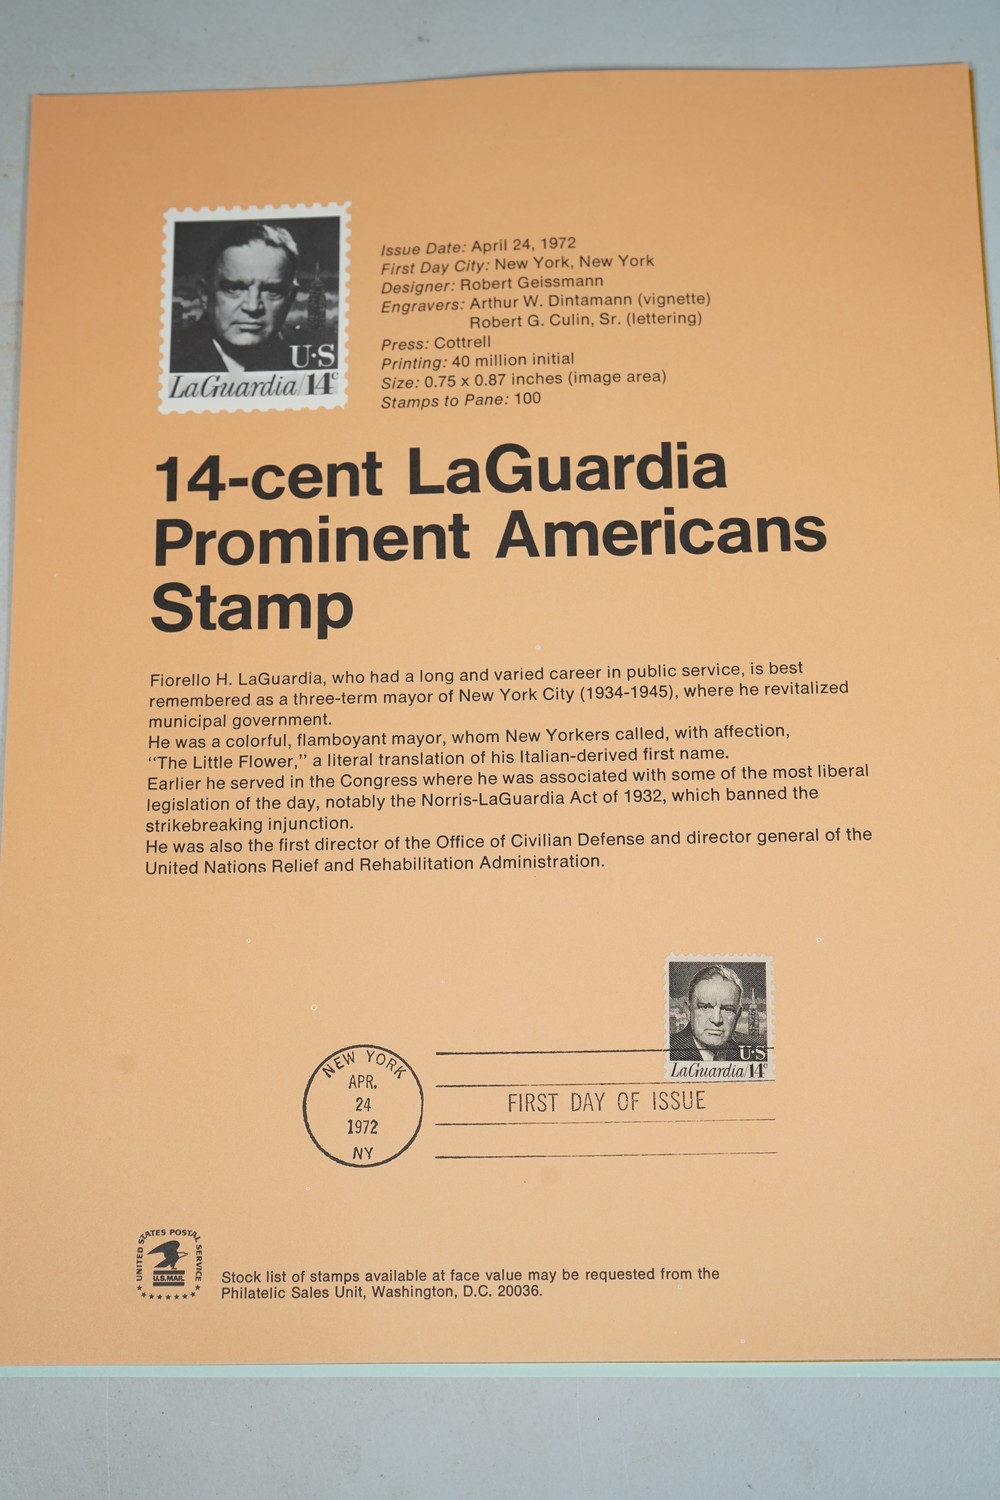 U·S
LaGuardia 14c
Issue Date: April 24, 1972
First Day City: New York, New York
Designer: Robert Geissmann
Engravers: Arthur W. Dintamann (vignette)
Robert G. Culin, Sr. (lettering)
Press: Cottrell
Printing: 40 million initial
Size: 0.75 x 0.87 inches (image area)
Stamps to Pane: 100
14-cent LaGuardia
Prominent Americans
Stamp
Fiorello H. LaGuardia, who had a long and varied career in public service, is best
remembered as a three-term mayor of New York City (1934-1945), where he revitalized
municipal government.
He was a colorful, flamboyant mayor, whom New Yorkers called, with affection,
“The Little Flower,” a literal translation of his Italian-derived first name.
Earlier he served in the Congress where he was associated with some of the most liberal
legislation of the day, notably the Norris-LaGuardia Act of 1932, which banned the
strikebreaking injunction.
He was also the first director of the Office of Civilian Defense and director general of the
United Nations Relief and Rehabilitation Administration.
U·S
LaGuardia 14c
NEW YORK
APR.
24
1972
NY
FIRST DAY OF ISSUE
UNITED STATES POSTAL SERVICE
U.S.MAIL
Stock list of stamps available at face value may be requested from the
Philatelic Sales Unit, Washington, D.C. 20036.